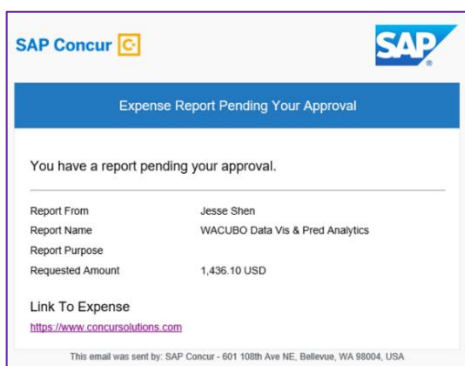 SAP Concur C
SAP
Expense Report Pending Your Approval
You have a report pending your approval.
Report From Jesse Shen
Report Name WACUBO Data Vis & Pred Analytics
Report Purpose
Requested Amount 1,436.10 USD
Link To Expense
https://www.concursolutions.com
This email was sent by: SAP Concur - 601 108th Ave NE, Bellevue, WA 98004, USA